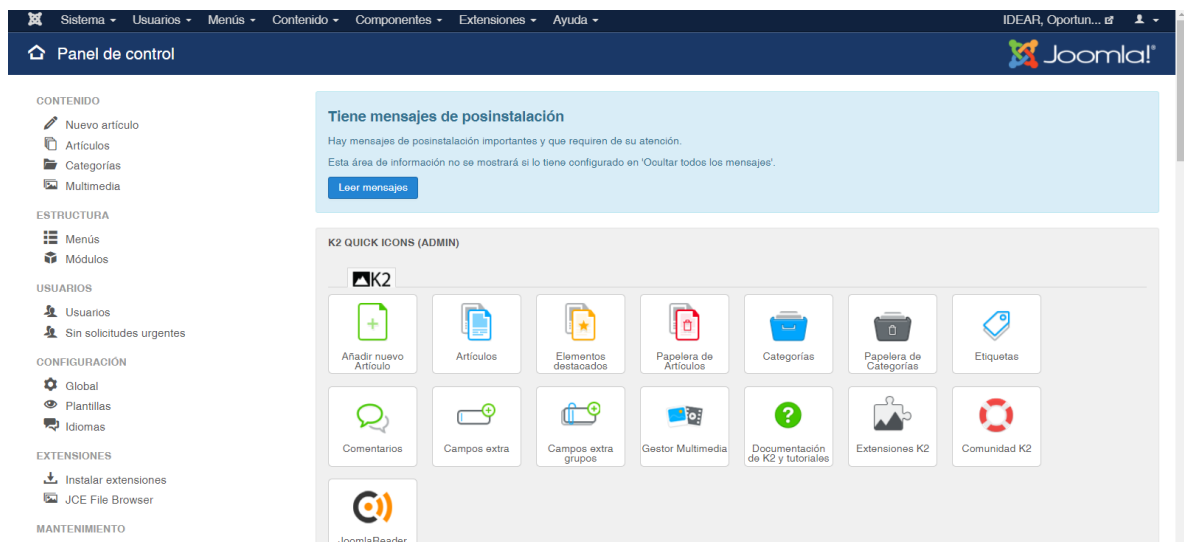 Sistema Usuarios Menús Contenido Componentes Extensiones Ayuda IDEAR, Oportun...
Panel de control Joomla!
CONTENIDO
Nuevo artículo
Artículos
Categorías
Multimedia
ESTRUCTURA
Menús
Módulos
USUARIOS
Usuarios
Sin solicitudes urgentes
CONFIGURACIÓN
Global
Plantillas
Idiomas
EXTENSIONES
Instalar extensiones
JCE File Browser
MANTENIMIENTO
Tiene mensajes de posinstalación
Hay mensajes de posinstalación importantes y que requiren de su atención.
Esta área de información no se mostrará si lo tiene configurado en 'Ocultar todos los mensajes'.
Leer mensajes
K2 QUICK ICONS (ADMIN)
K2
Añadir nuevo
Artículo
Artículos
Elementos
destacados
Papelera de
Artículos
Categorías
Papelera de
Categorías
Etiquetas
Comentarios
Campos extra
Campos extra
grupos
Gestor Multimedia
Documentación
de K2 y tutoriales
Extensiones K2
Comunidad K2
JoomlaReader